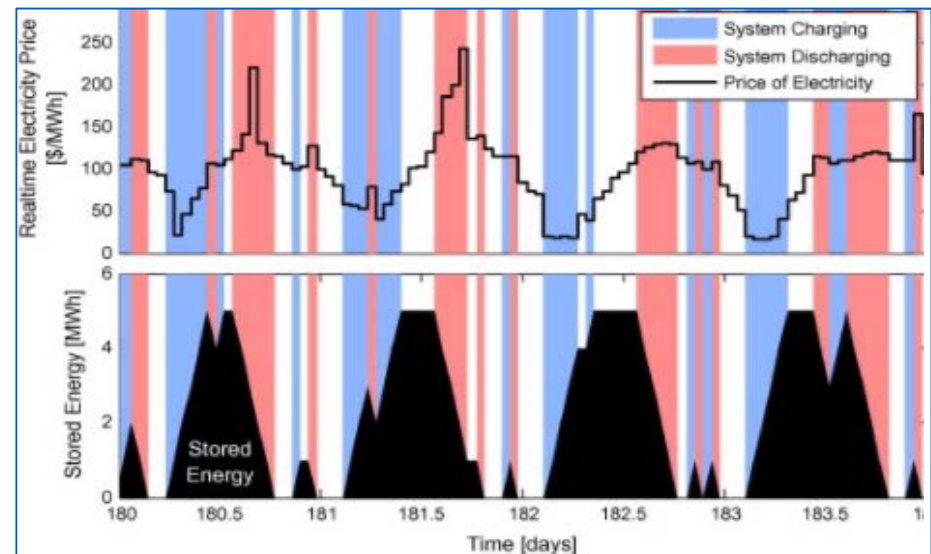 Realtime Electricity Price
[$/MWh]
250
200
150
100
50
0
System Charging
System Discharging
Price of Electricity
Stored Energy [MWh]
6
4
2
0
Stored
Energy
180
180.5
181
181.5
182
182.5
183
183.5
Time [days]